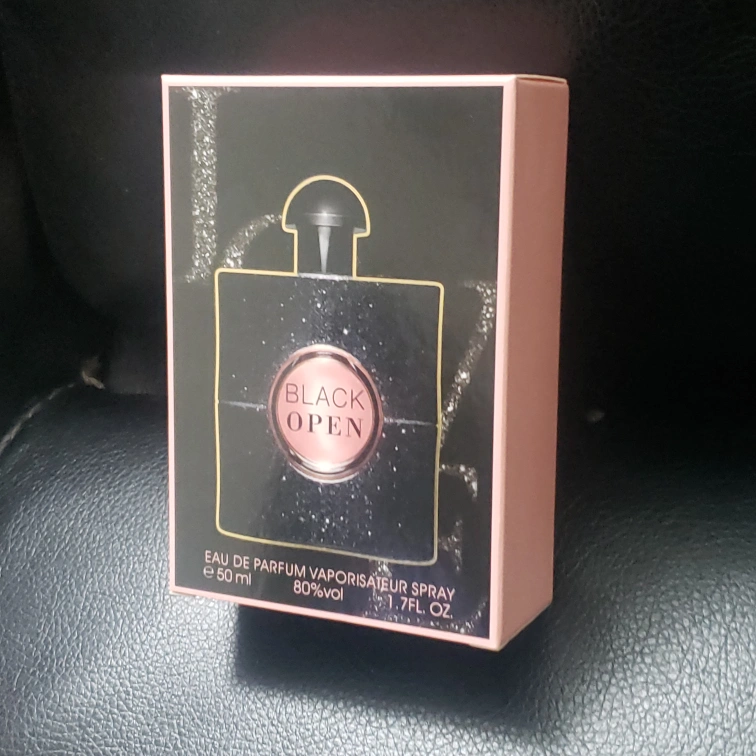 BLACK
OPEN
EAU DE PARFUM VAPORISATEUR SPRAY
℮ 50 ml 80%vol 1.7FL. OZ.